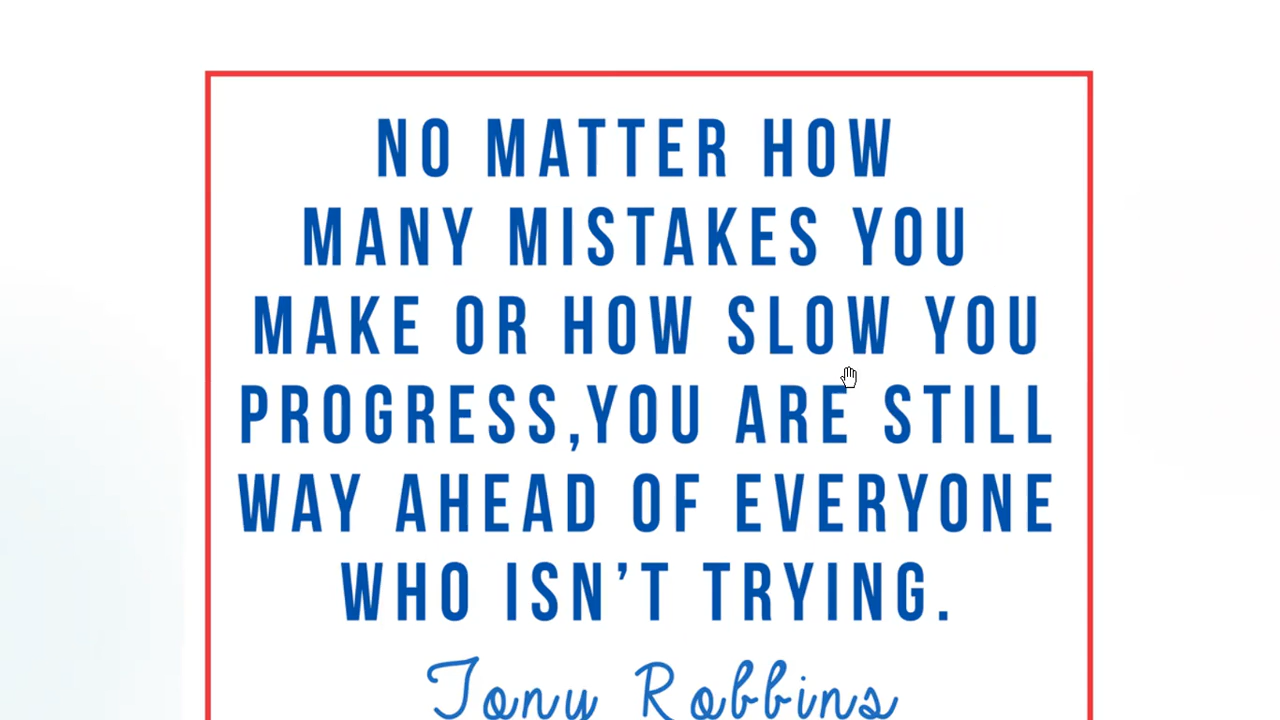 NO MATTER HOW
MANY MISTAKES YOU
MAKE OR HOW SLOW YOU
PROGRESS,YOU ARE STILL
WAY AHEAD OF EVERYONE
WHO ISN’T TRYING.
Tony Robbins